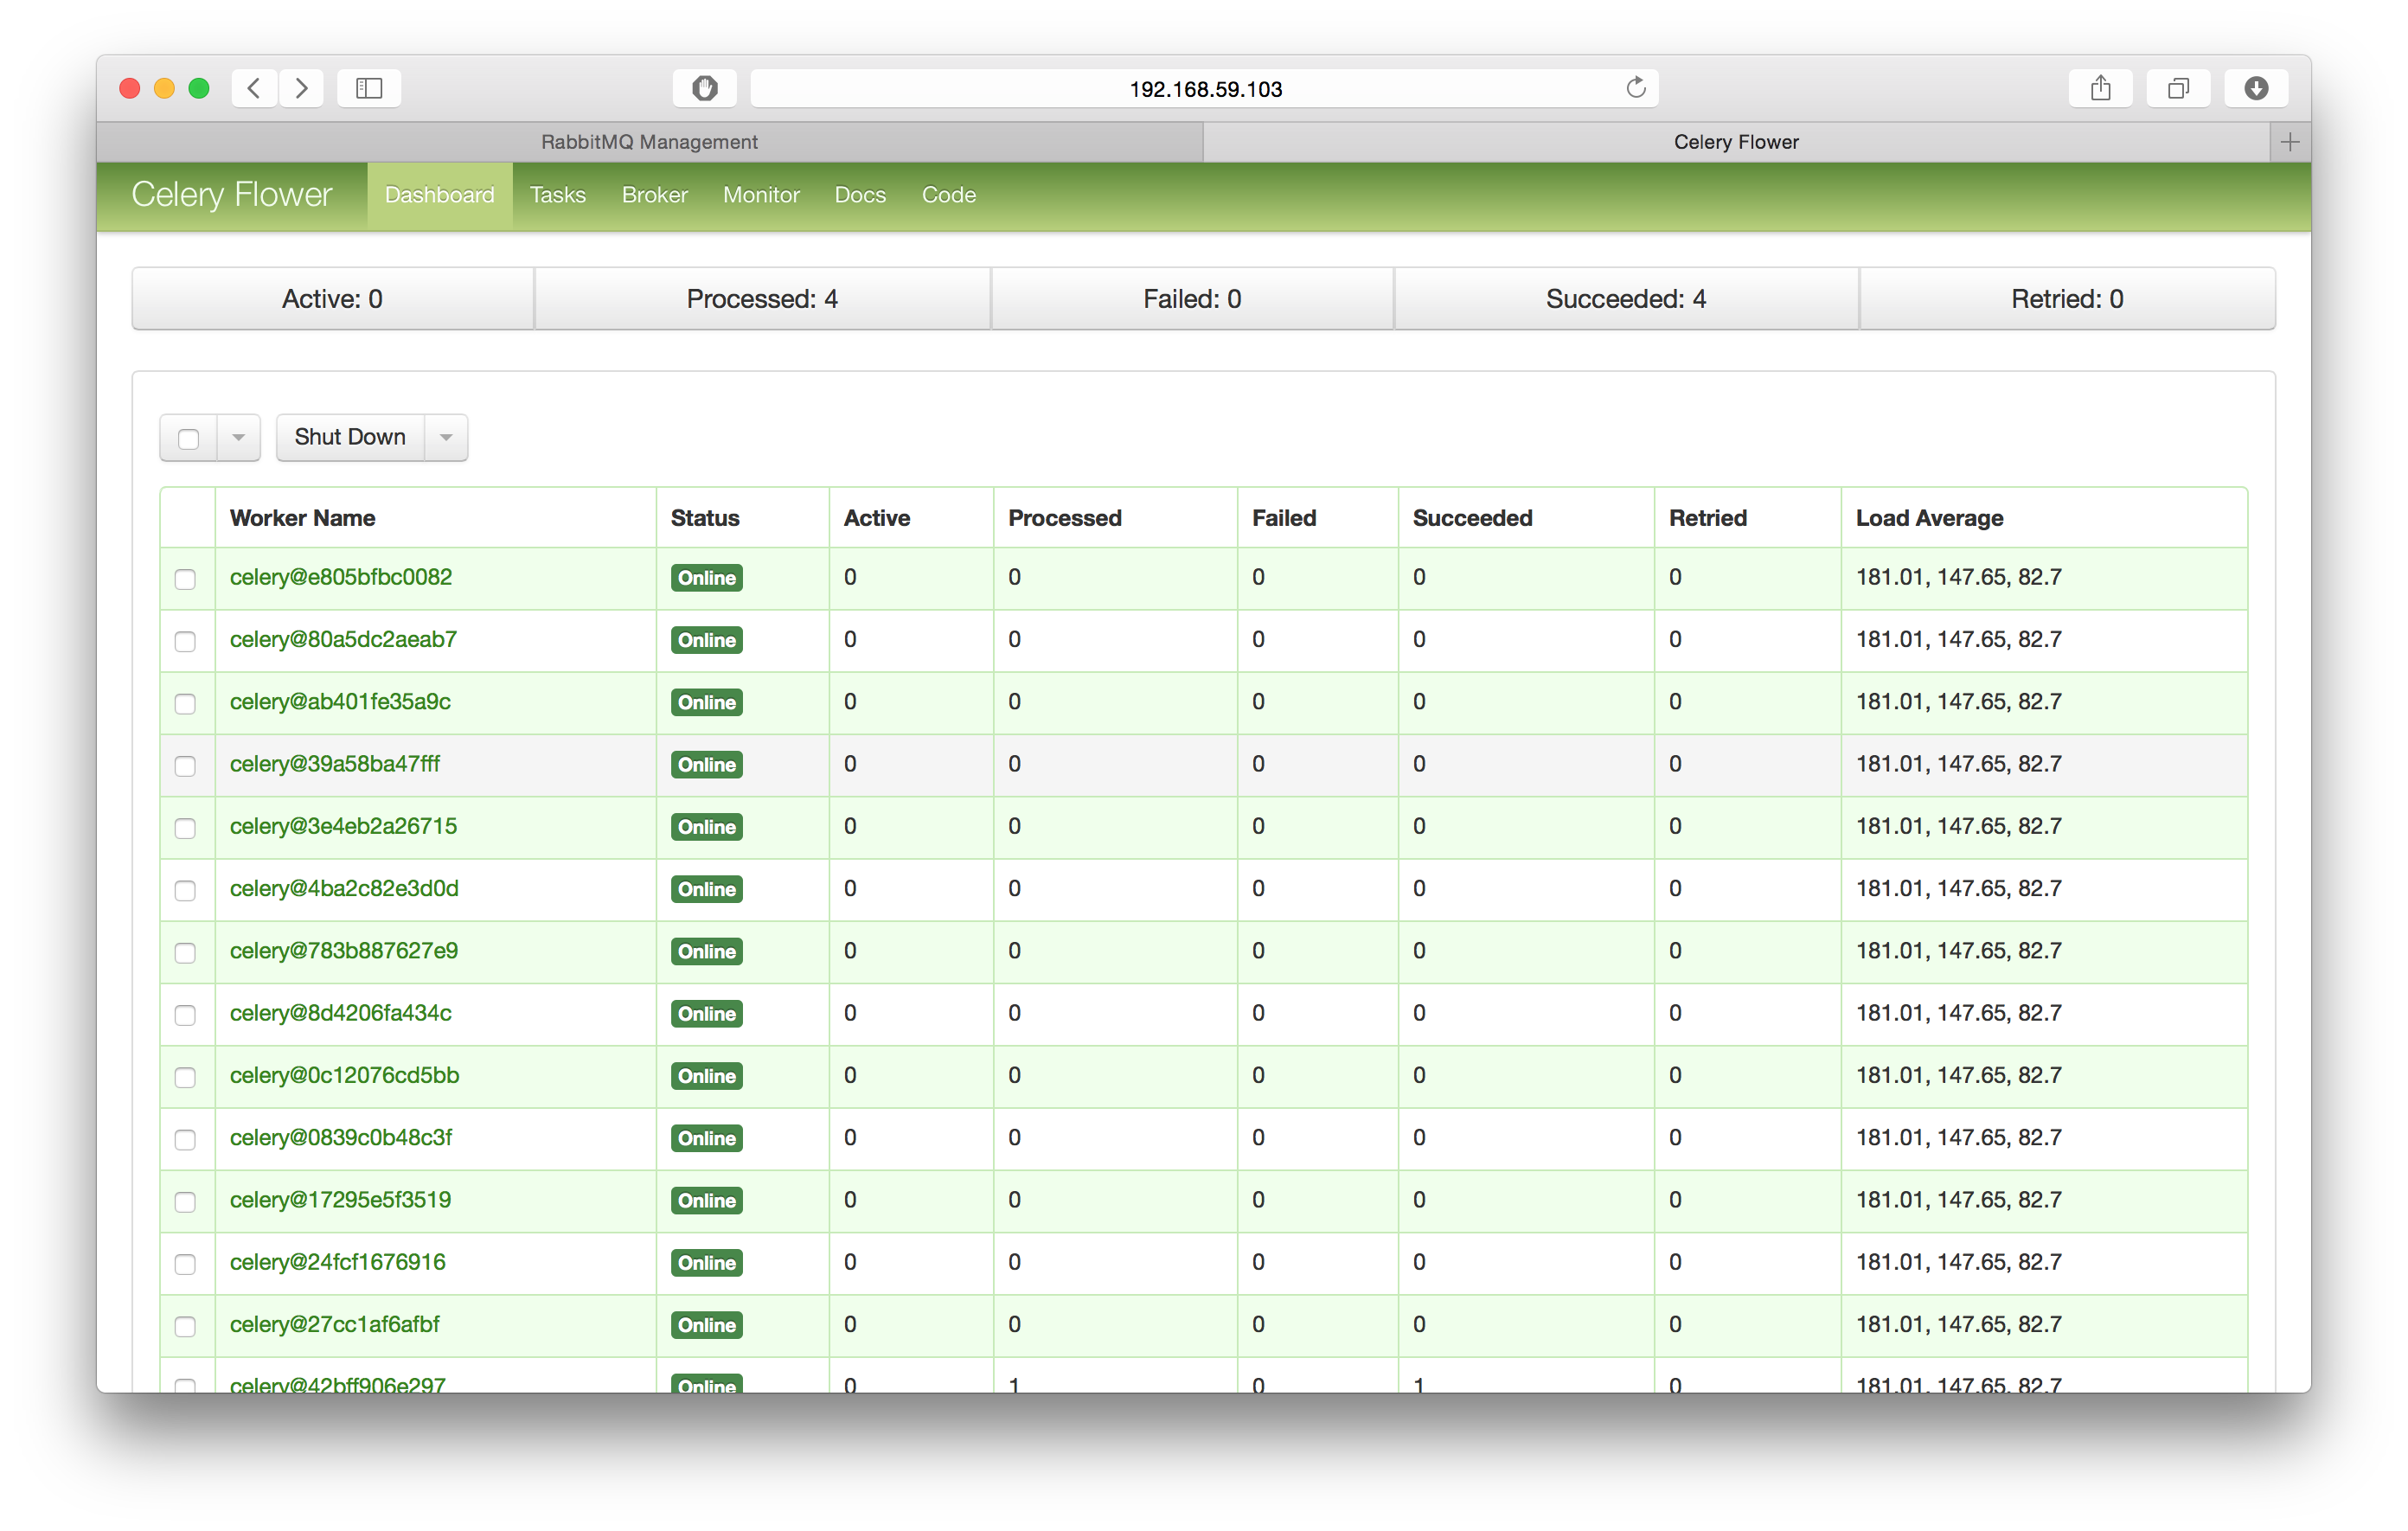 192.168.59.103
RabbitMQ Management Celery Flower
Celery Flower Dashboard Tasks Broker Monitor Docs Code
Active: 0 Processed: 4 Failed: 0 Succeeded: 4 Retried: 0
Shut Down
Worker Name Status Active Processed Failed Succeeded Retried Load Average
celery@e805bfbc0082 Online 0 0 0 0 0 181.01, 147.65, 82.7
celery@80a5dc2aeab7 Online 0 0 0 0 0 181.01, 147.65, 82.7
celery@ab401fe35a9c Online 0 0 0 0 0 181.01, 147.65, 82.7
celery@39a58ba47fff Online 0 0 0 0 0 181.01, 147.65, 82.7
celery@3e4eb2a26715 Online 0 0 0 0 0 181.01, 147.65, 82.7
celery@4ba2c82e3d0d Online 0 0 0 0 0 181.01, 147.65, 82.7
celery@783b887627e9 Online 0 0 0 0 0 181.01, 147.65, 82.7
celery@8d4206fa434c Online 0 0 0 0 0 181.01, 147.65, 82.7
celery@0c12076cd5bb Online 0 0 0 0 0 181.01, 147.65, 82.7
celery@0839c0b48c3f Online 0 0 0 0 0 181.01, 147.65, 82.7
celery@17295e5f3519 Online 0 0 0 0 0 181.01, 147.65, 82.7
celery@24fcf1676916 Online 0 0 0 0 0 181.01, 147.65, 82.7
celery@27cc1af6afbf Online 0 0 0 0 0 181.01, 147.65, 82.7
celery@42bff906e297 Online 0 1 0 1 0 181.01, 147.65, 82.7